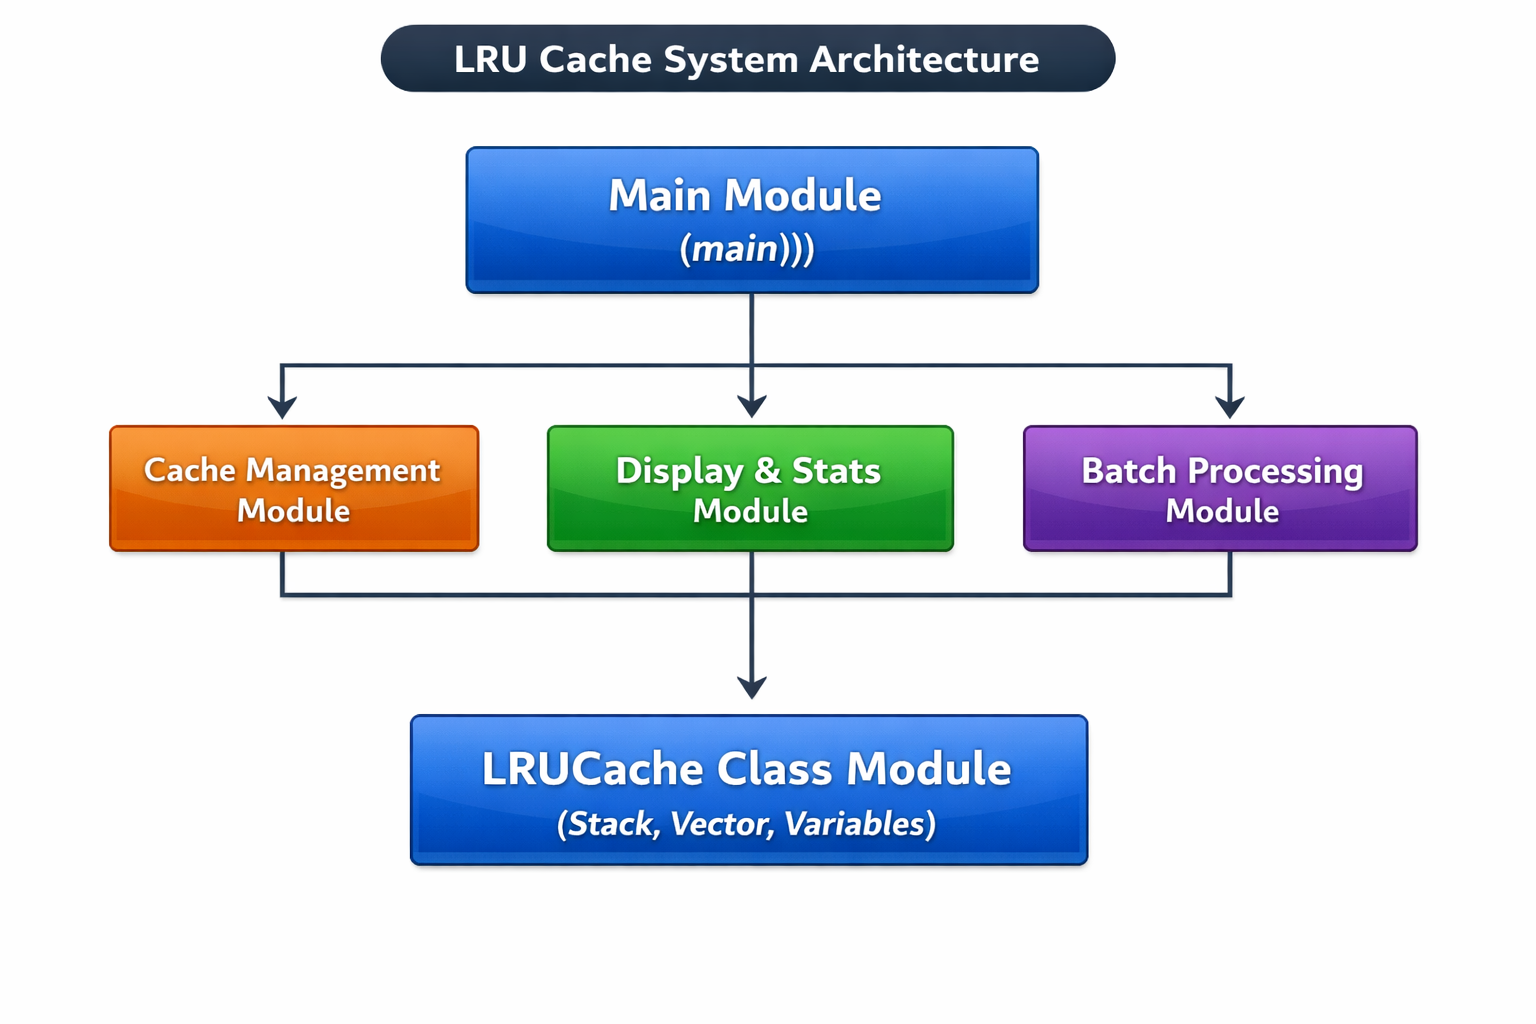 LRU Cache System Architecture
Main Module
(main)))
Cache Management
Module
Display & Stats
Module
Batch Processing
Module
LRUCache Class Module
(Stack, Vector, Variables)